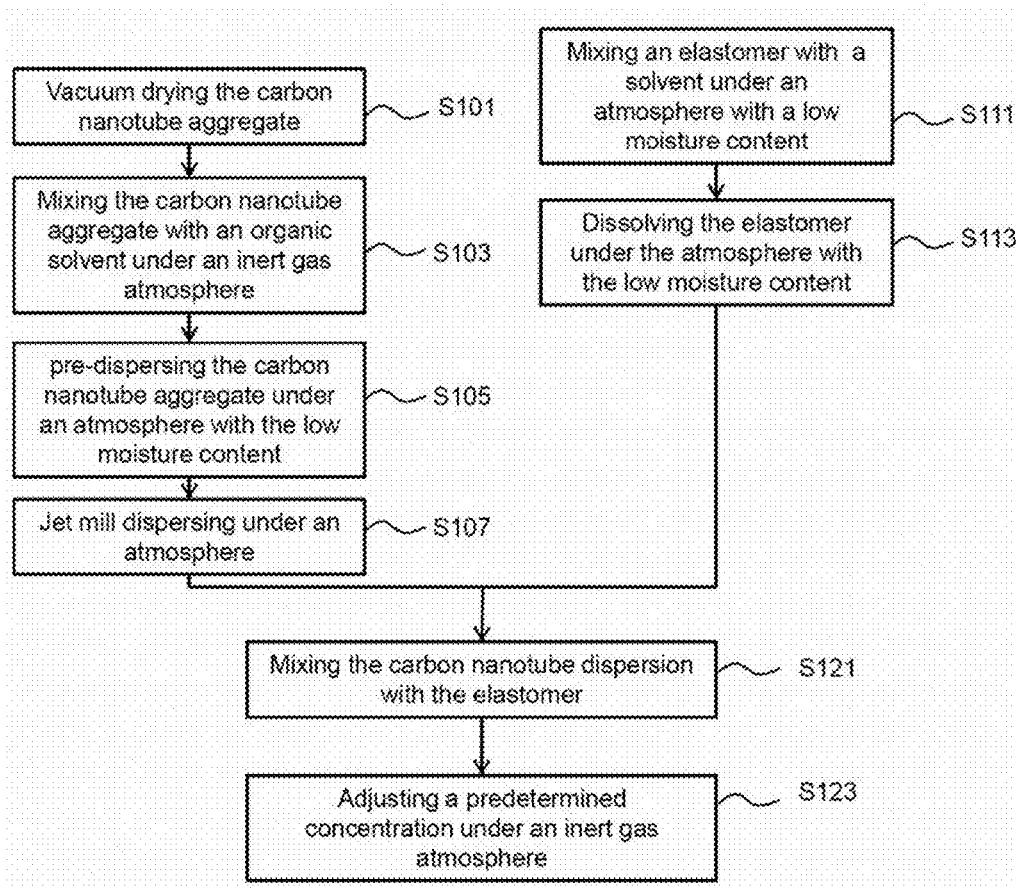 Vacuum drying the carbon
nanotube aggregate
S101
Mixing the carbon nanotube
aggregate with an organic
solvent under an inert gas
atmosphere
S103
pre-dispersing the carbon
nanotube aggregate under
an atmosphere with the low
moisture content
S105
Jet mill dispersing under an
atmosphere
S107
Mixing an elastomer with a
solvent under an
atmosphere with a low
moisture content
S111
Dissolving the elastomer
under the atmosphere with
the low moisture content
S113
Mixing the carbon nanotube dispersion
with the elastomer
S121
Adjusting a predetermined
concentration under an inert gas
atmosphere
S123